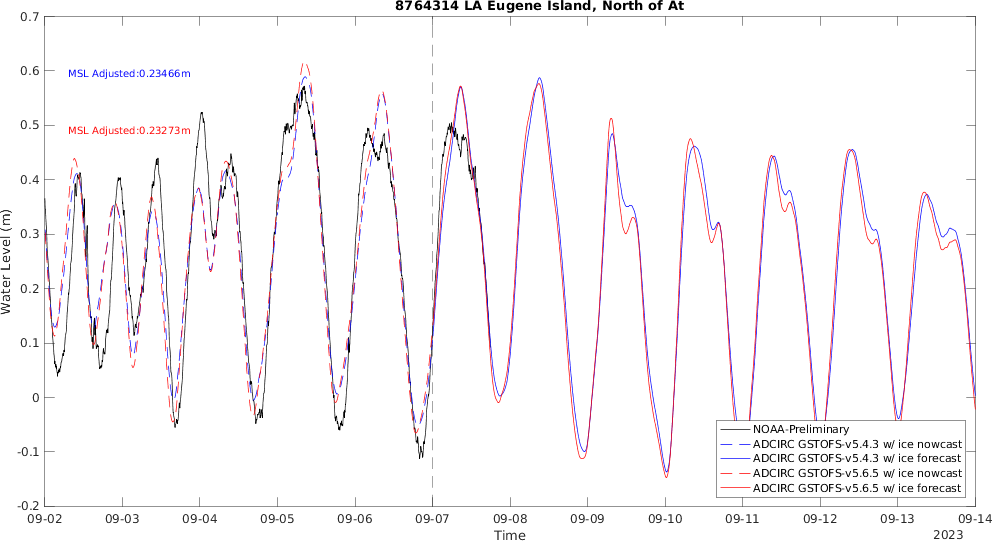 8764314 LA Eugene Island, North of At
0.7
0.6
0.5
0.4
0.3
0.2
0.1
0
-0.1
-0.2
Water Level (m)
MSL Adjusted:0.23466m
MSL Adjusted:0.23273m
NOAA-Preliminary
ADCIRC GSTOFS-v5.4.3 w/ ice nowcast
ADCIRC GSTOFS-v5.4.3 w/ ice forecast
ADCIRC GSTOFS-v5.6.5 w/ ice nowcast
ADCIRC GSTOFS-v5.6.5 w/ ice forecast
09-02 09-03 09-04 09-05 09-06 09-07 09-08 09-09 09-10 09-11 09-12 09-13 09-14
Time
2023